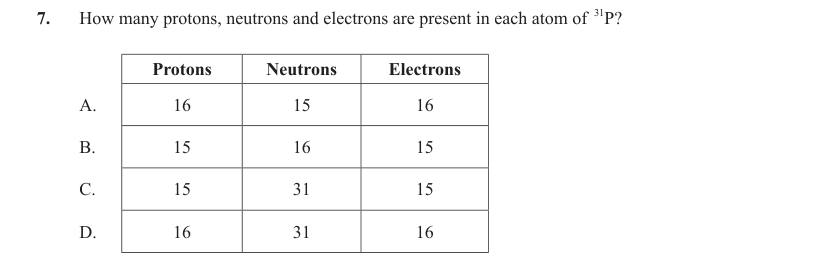 7. How many protons, neutrons and electrons are present in each atom of ³¹P?
Protons Neutrons Electrons
A. 16 15 16
B. 15 16 15
C. 15 31 15
D. 16 31 16